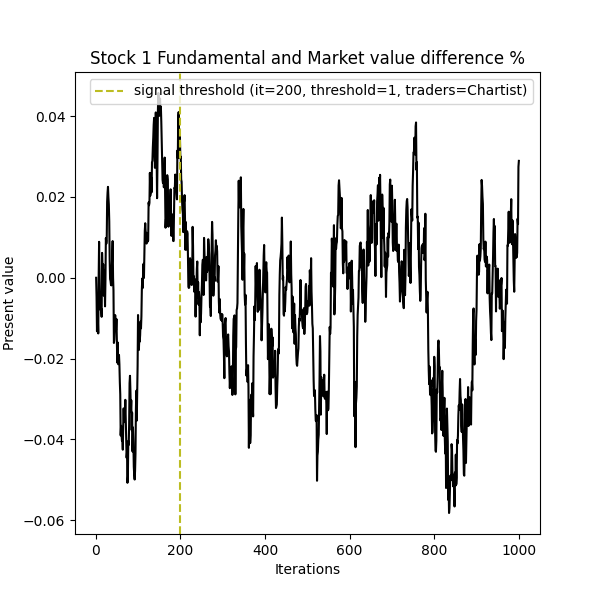 Stock 1 Fundamental and Market value difference %
signal threshold (it=200, threshold=1, traders=Chartist)
0.04
0.02
0.00
−0.02
−0.04
−0.06
Present value
0 200 400 600 800 1000
Iterations